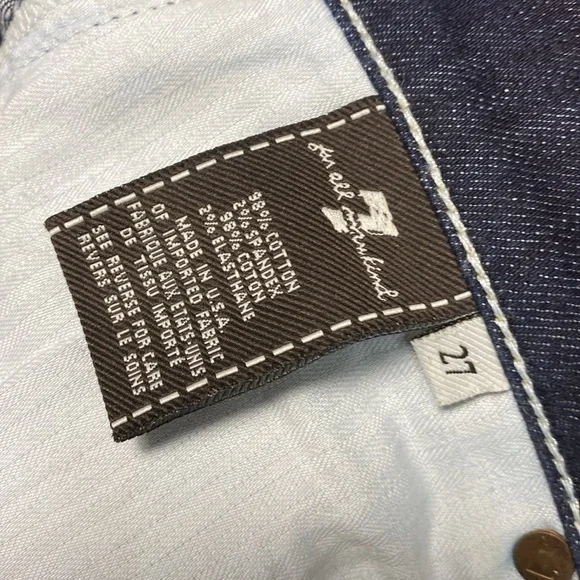 for all
7
mankind
98% COTTON
2% SPANDEX
98% COTON
2% ELASTHANE
MADE IN U.S.A.
OF IMPORTED FABRIC
FABRIQUE AUX ETATS-UNIS
DE TISSU IMPORTE
SEE REVERSE FOR CARE
REVERS SUR LE SOINS
27